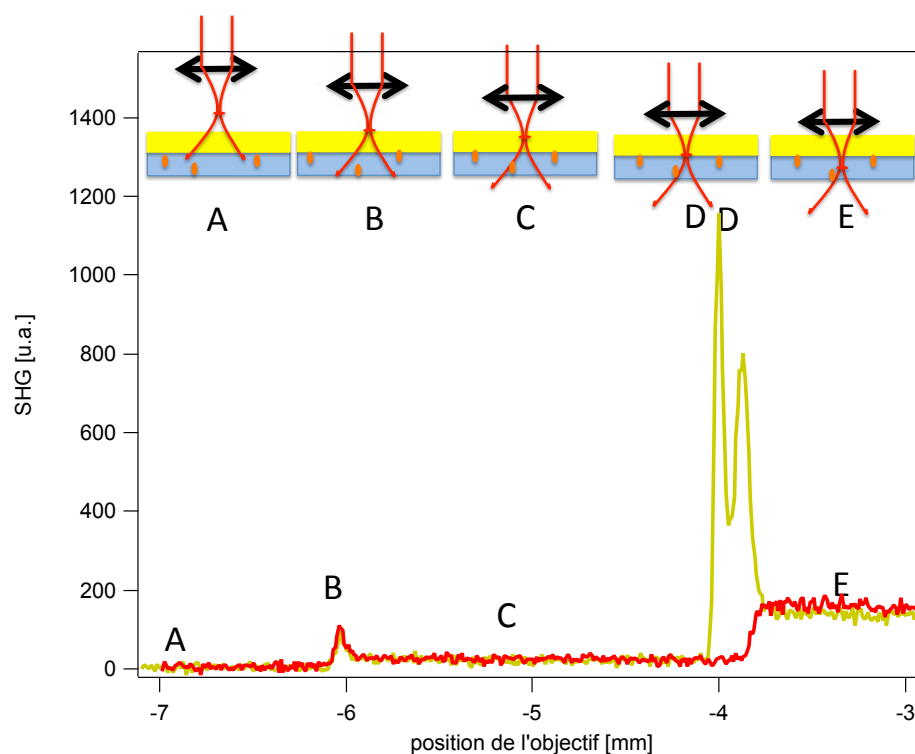 1400
1200
1000
800
600
400
200
0
SHG [u.a.]
A
B
C
D
D
E
A
B
C
E
-7
-6
-5
-4
-3
position de l'objectif [mm]